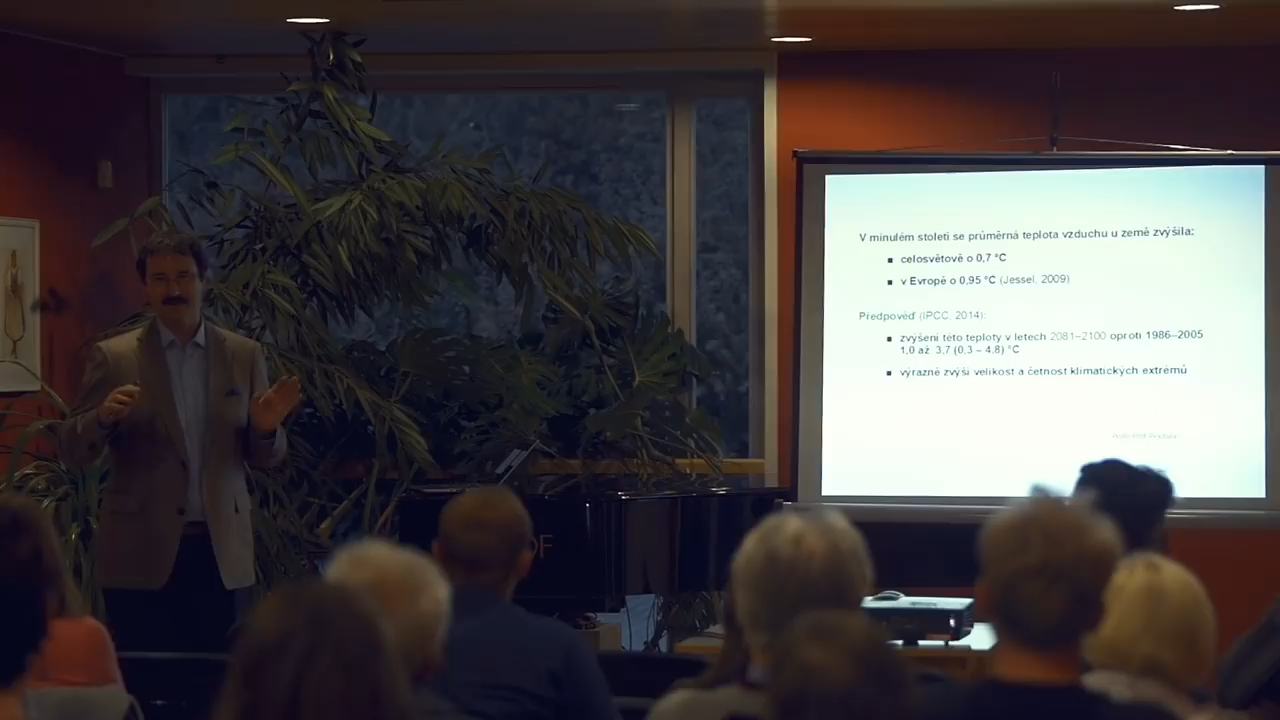 V minulém století se průměrná teplota vzduchu u země zvýšila:
celosvětově o 0,7 °C
v Evropě o 0,95 °C (Jessel, 2009)
Předpověď (IPCC, 2014):
zvýšení této teploty v letech 2081–2100 oproti 1986–2005
1,0 až 3,7 (0,3 – 4,8) °C
výrazně zvýší velikost a četnost klimatických extrémů
OF